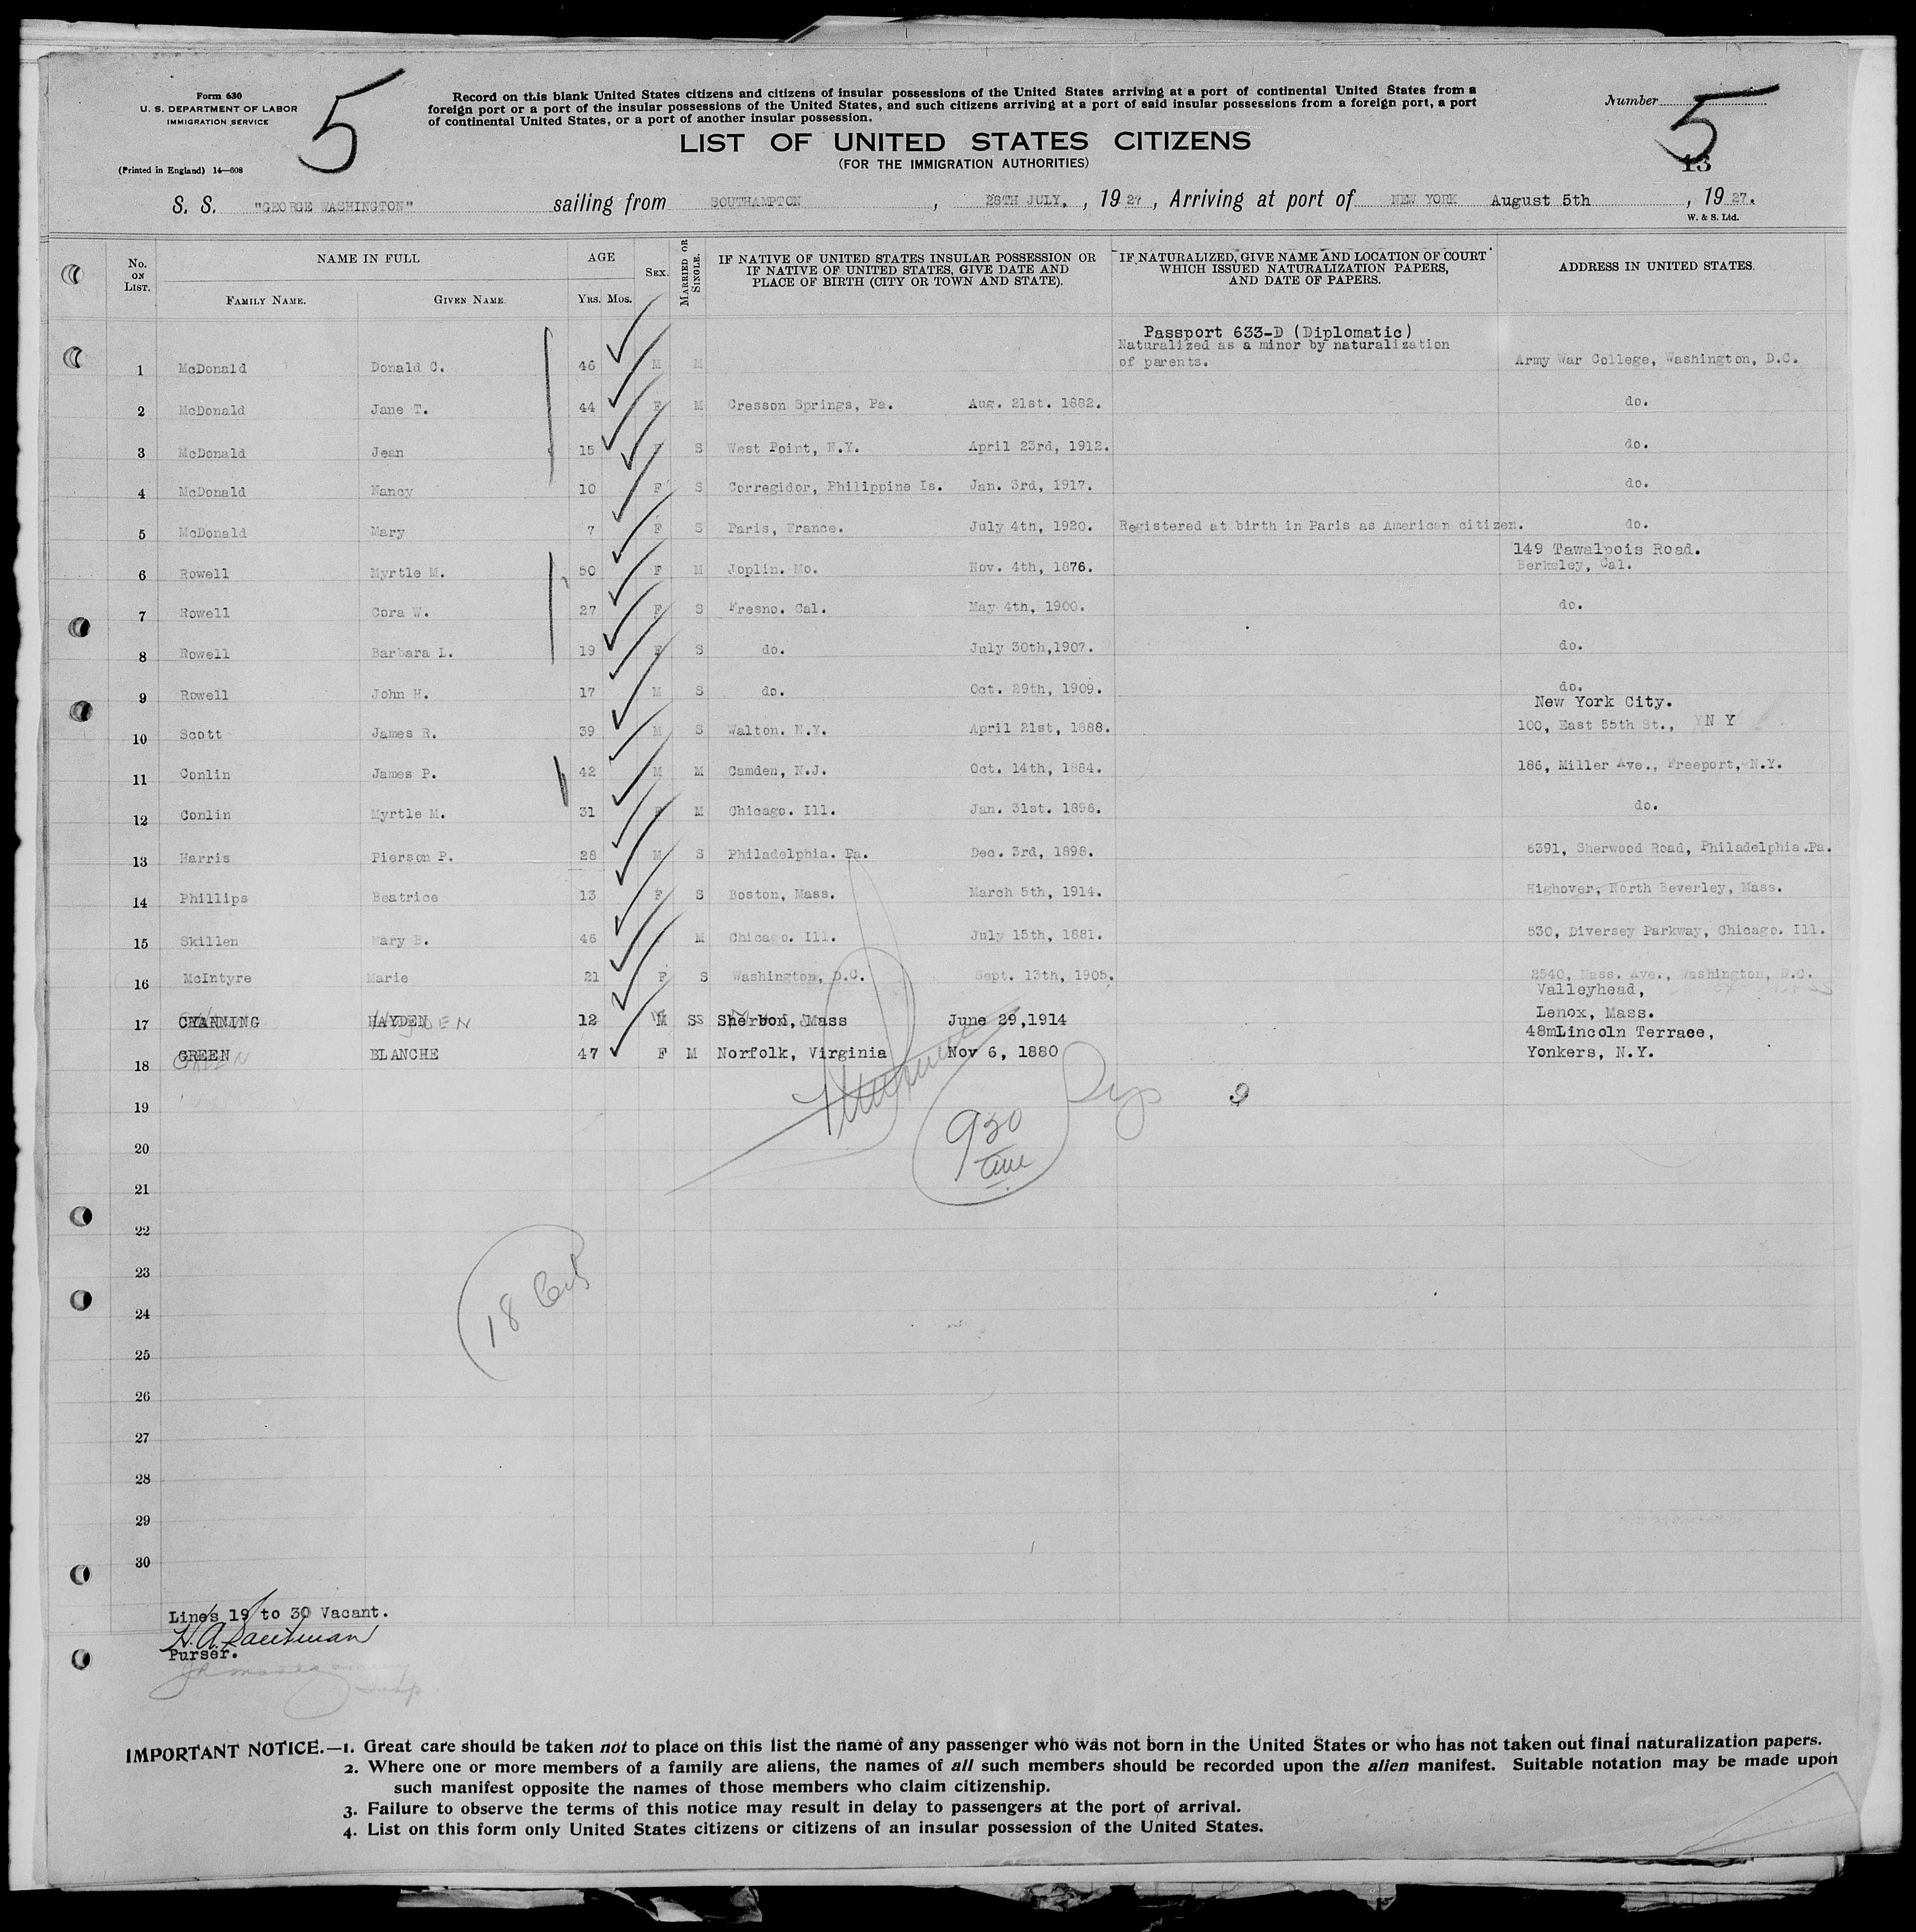 Form 630
U. S. DEPARTMENT OF LABOR
IMMIGRATION SERVICE
(Printed in England) 14—608
5
Record on this blank United States citizens and citizens of insular possessions of the United States arriving at a port of continental United States from a
foreign port or a port of the insular possessions of the United States, and such citizens arriving at a port of said insular possessions from a foreign port, a port
of continental United States, or a port of another insular possession.
LIST OF UNITED STATES CITIZENS
(FOR THE IMMIGRATION AUTHORITIES)
Number 5
13
S. S. "GEORGE WASHINGTON" sailing from SOUTHAMPTON, 28TH JULY, 1927, Arriving at port of NEW YORK August 5th, 1927.
W. & S. Ltd.
No. ON LIST. NAME IN FULL AGE SEX. MARRIED OR SINGLE. IF NATIVE OF UNITED STATES INSULAR POSSESSION OR IF NATIVE OF UNITED STATES, GIVE DATE AND PLACE OF BIRTH (CITY OR TOWN AND STATE). IF NATURALIZED, GIVE NAME AND LOCATION OF COURT WHICH ISSUED NATURALIZATION PAPERS, AND DATE OF PAPERS. ADDRESS IN UNITED STATES.
FAMILY NAME. GIVEN NAME. YRS. MOS.
Passport 633-D (Diplomatic)
Naturalized as a minor by naturalization
1 McDonald Donald C. 46 M M of parents. Army War College, Washington, D.C.
2 McDonald Jane T. 44 F M Cresson Springs, Pa. Aug. 21st. 1882. do.
3 McDonald Jean 15 F S West Point, N.Y. April 23rd, 1912. do.
4 McDonald Nancy 10 F S Corregidor, Philippine Is. Jan. 3rd, 1917. do.
5 McDonald Mary 7 F S Paris, France. July 4th, 1920. Registered at birth in Paris as American citizen. do.
149 Tawalpois Road.
6 Rowell Myrtle M. 50 F M Joplin. Mo. Nov. 4th, 1876. Berkeley, Cal.
7 Rowell Cora W. 27 F S Fresno. Cal. May 4th, 1900. do.
8 Rowell Barbara L. 19 F S do. July 30th,1907. do.
9 Rowell John H. 17 M S do. Oct. 29th, 1909. do.
New York City.
10 Scott James R. 39 M S Walton. N.Y. April 21st, 1888. 100, East 55th St., N Y
11 Conlin James P. 42 M M Camden, N.J. Oct. 14th, 1884. 186, Miller Ave., Freeport, N.Y.
12 Conlin Myrtle M. 31 F M Chicago. Ill. Jan. 31st. 1896. do.
13 Harris Pierson P. 28 M S Philadelphia. Pa. Dec. 3rd, 1898. 6391, Sherwood Road, Philadelphia.Pa.
14 Phillips Beatrice 13 F S Boston, Mass. March 5th, 1914. Highover, North Beverley, Mass.
15 Skillen Mary B. 46 M Chicago. Ill. July 15th, 1881. 530, Diversey Parkway, Chicago. Ill.
16 McIntyre Marie 21 F S Washington, D.C. Sept. 13th, 1905. 2540, Mass. Ave., Washington, D.C.
Valleyhead,
17 CHANNING HAYDEN 12 M S Sherbon, Mass June 29,1914 Lenox, Mass.
48mLincoln Terrace,
18 GREEN BLANCHE 47 F M Norfolk, Virginia Nov 6, 1880 Yonkers, N.Y.
19
9
930
20
21
22
23
18
24
25
26
27
28
29
30
Lines 19 to 30 Vacant.
Purser.
IMPORTANT NOTICE.—1. Great care should be taken not to place on this list the name of any passenger who was not born in the United States or who has not taken out final naturalization papers.
2. Where one or more members of a family are aliens, the names of all such members should be recorded upon the alien manifest. Suitable notation may be made upon
such manifest opposite the names of those members who claim citizenship.
3. Failure to observe the terms of this notice may result in delay to passengers at the port of arrival.
4. List on this form only United States citizens or citizens of an insular possession of the United States.